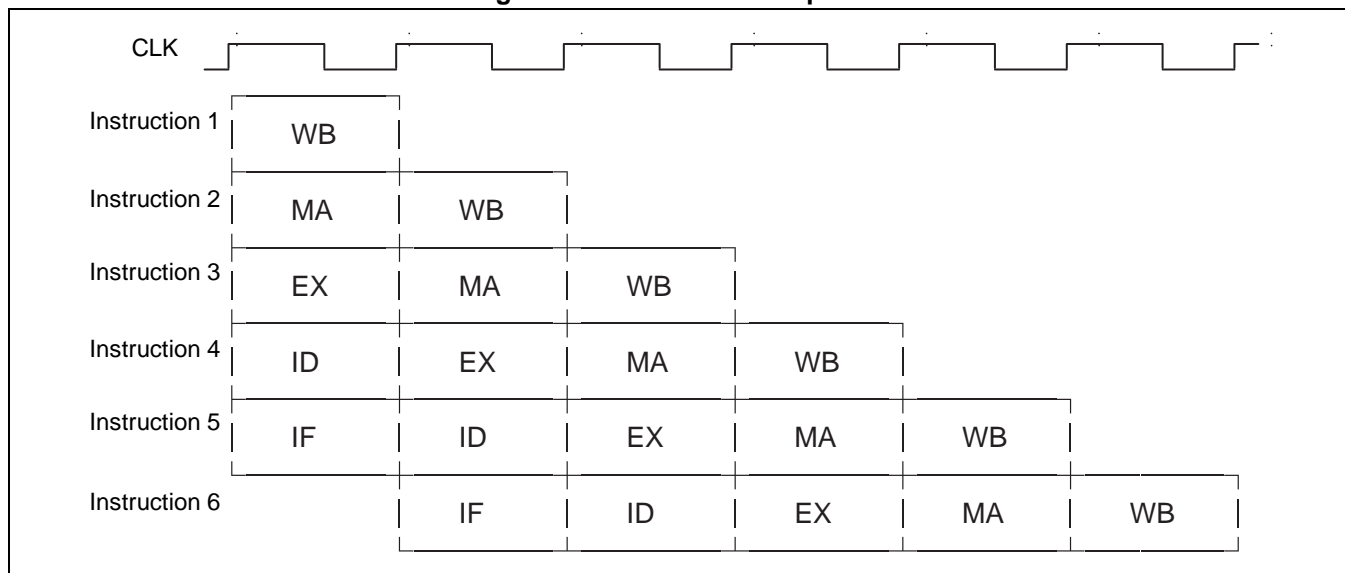 CLK
Instruction 1 WB
Instruction 2 MA WB
Instruction 3 EX MA WB
Instruction 4 ID EX MA WB
Instruction 5 IF ID EX MA WB
Instruction 6 IF ID EX MA WB